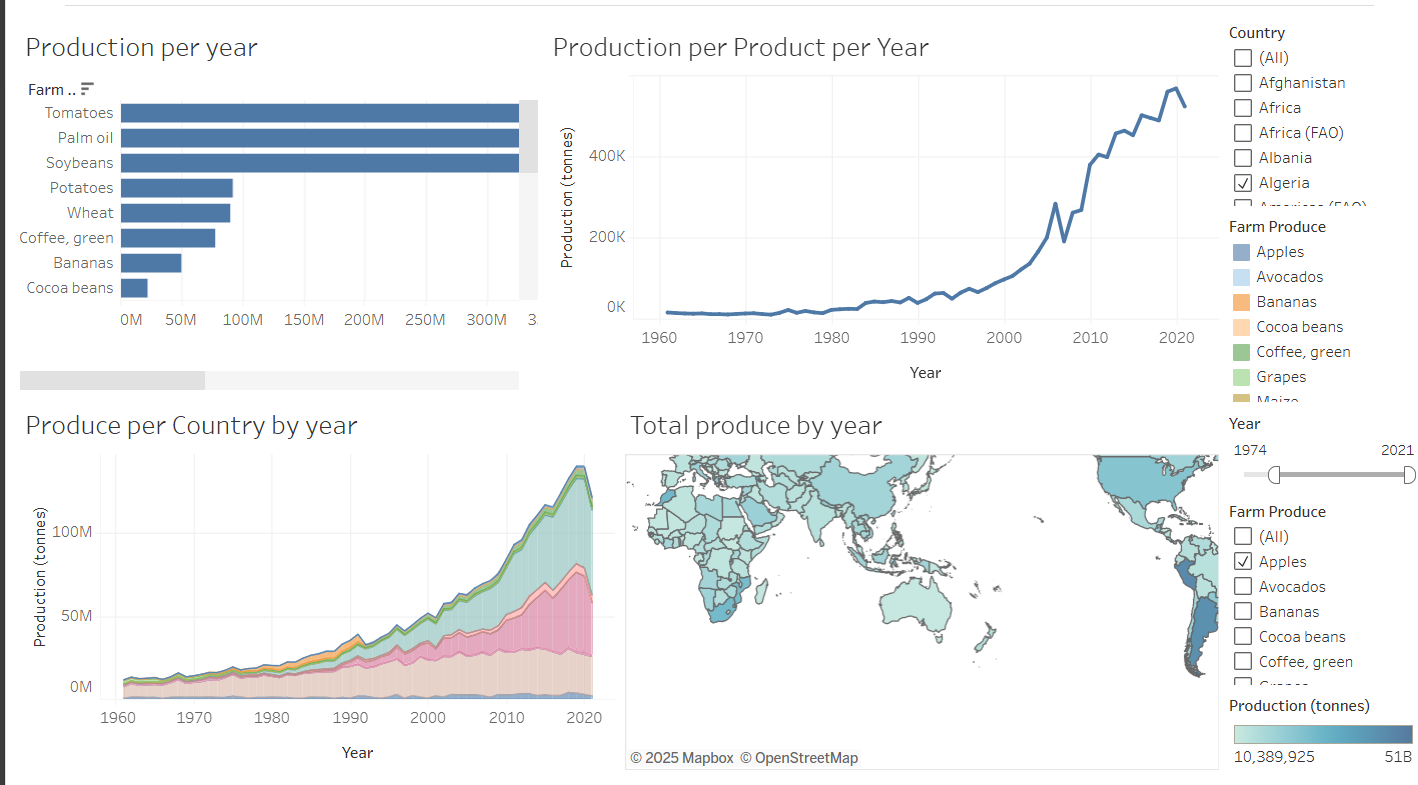 Production per year
Farm ..
Tomatoes
Palm oil
Soybeans
Potatoes
Wheat
Coffee, green
Bananas
Cocoa beans
0M 50M 100M 150M 200M 250M 300M 3.
Production per Product per Year
Production (tonnes)
400K
200K
0K
1960 1970 1980 1990 2000 2010 2020
Year
Country
(All)
Afghanistan
Africa
Africa (FAO)
Albania
Algeria
Americas (FAO)
Farm Produce
Apples
Avocados
Bananas
Cocoa beans
Coffee, green
Grapes
Maize
Produce per Country by year
Production (tonnes)
100M
50M
0M
1960 1970 1980 1990 2000 2010 2020
Year
Total produce by year
© 2025 Mapbox © OpenStreetMap
Year
1974 2021
Farm Produce
(All)
Apples
Avocados
Bananas
Cocoa beans
Coffee, green
Grapes
Production (tonnes)
10,389,925 51B